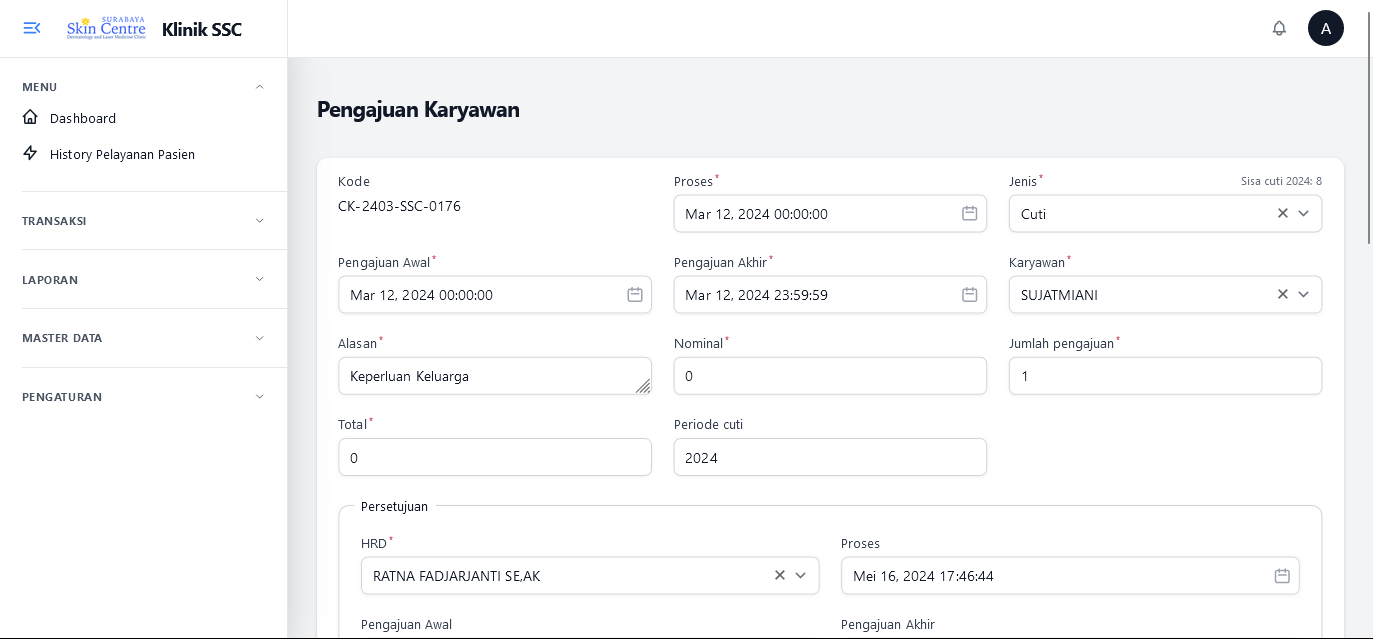 SURABAYA
Skin Centre
Dermatology and Laser Medicine Clinic
Klinik SSC
A
MENU
Dashboard
History Pelayanan Pasien
TRANSAKSI
LAPORAN
MASTER DATA
PENGATURAN
Pengajuan Karyawan
Kode
CK-2403-SSC-0176
Proses*
Mar 12, 2024 00:00:00
Jenis*
Sisa cuti 2024: 8
Cuti
Pengajuan Awal*
Mar 12, 2024 00:00:00
Pengajuan Akhir*
Mar 12, 2024 23:59:59
Karyawan*
SUJATMIANI
Alasan*
Keperluan Keluarga
Nominal*
0
Jumlah pengajuan*
1
Total*
0
Periode cuti
2024
Persetujuan
HRD*
RATNA FADJARJANTI SE,AK
Proses
Mei 16, 2024 17:46:44
Pengajuan Awal
Pengajuan Akhir